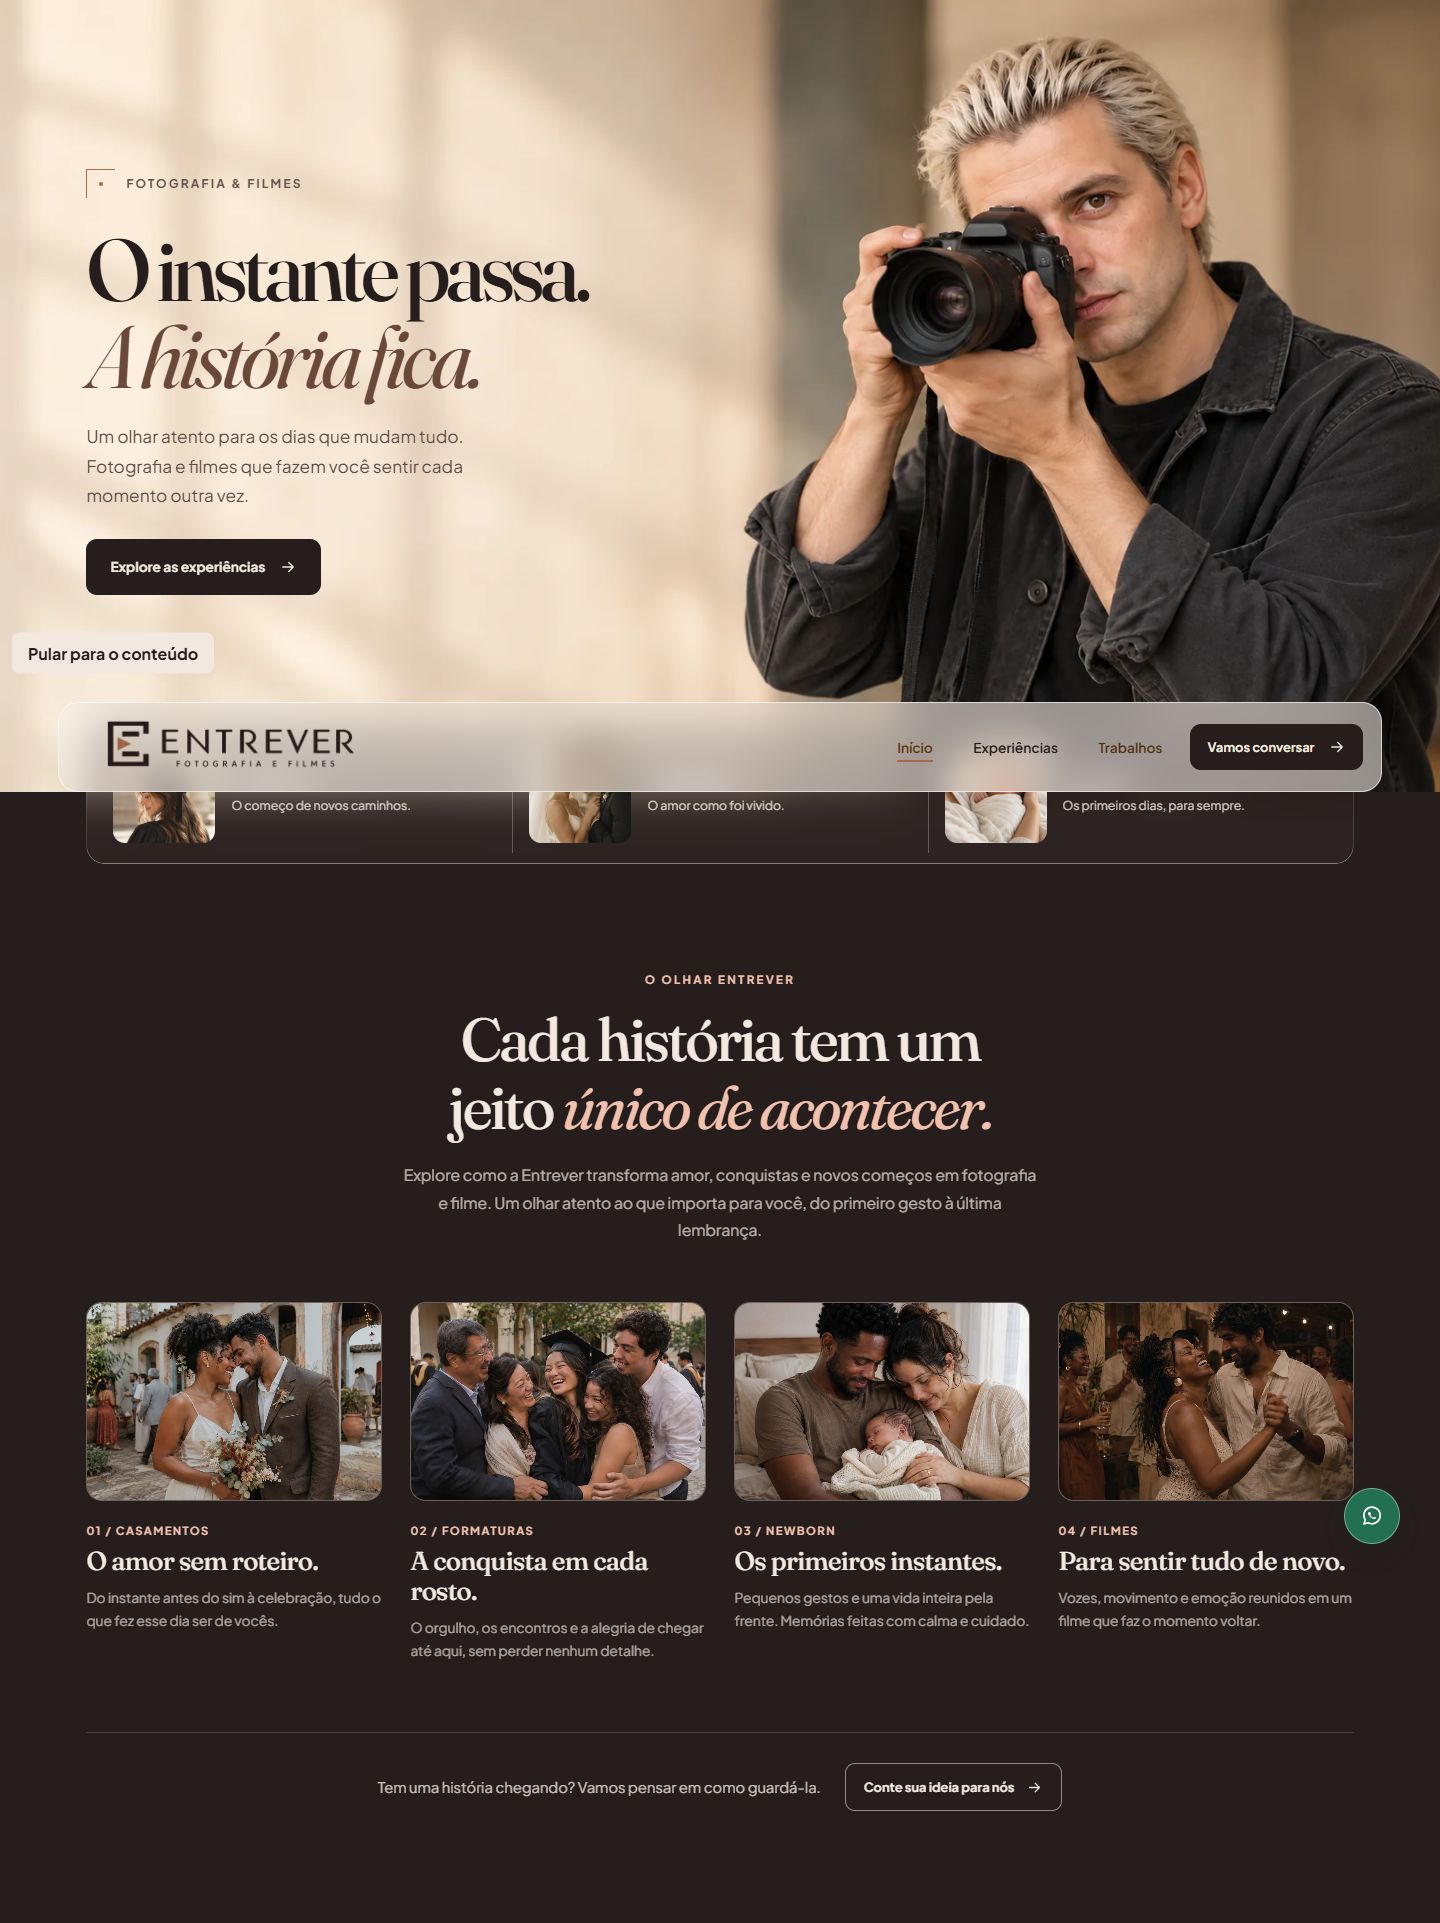 FOTOGRAFIA & FILMES
O instante passa.
A história fica.
Um olhar atento para os dias que mudam tudo.
Fotografia e filmes que fazem você sentir cada
momento outra vez.
Explore as experiências →
Pular para o conteúdo
ENTREVER
FOTOGRAFIA E FILMES
Início
Experiências
Trabalhos
Vamos conversar →
O começo de novos caminhos.
O amor como foi vivido.
Os primeiros dias, para sempre.
O OLHAR ENTREVER
Cada história tem um
jeito único de acontecer.
Explore como a Entrever transforma amor, conquistas e novos começos em fotografia
e filme. Um olhar atento ao que importa para você, do primeiro gesto à última
lembrança.
01 / CASAMENTOS
O amor sem roteiro.
Do instante antes do sim à celebração, tudo o
que fez esse dia ser de vocês.
02 / FORMATURAS
A conquista em cada
rosto.
O orgulho, os encontros e a alegria de chegar
até aqui, sem perder nenhum detalhe.
03 / NEWBORN
Os primeiros instantes.
Pequenos gestos e uma vida inteira pela
frente. Memórias feitas com calma e cuidado.
04 / FILMES
Para sentir tudo de novo.
Vozes, movimento e emoção reunidos em um
filme que faz o momento voltar.
Tem uma história chegando? Vamos pensar em como guardá-la.
Conte sua ideia para nós →